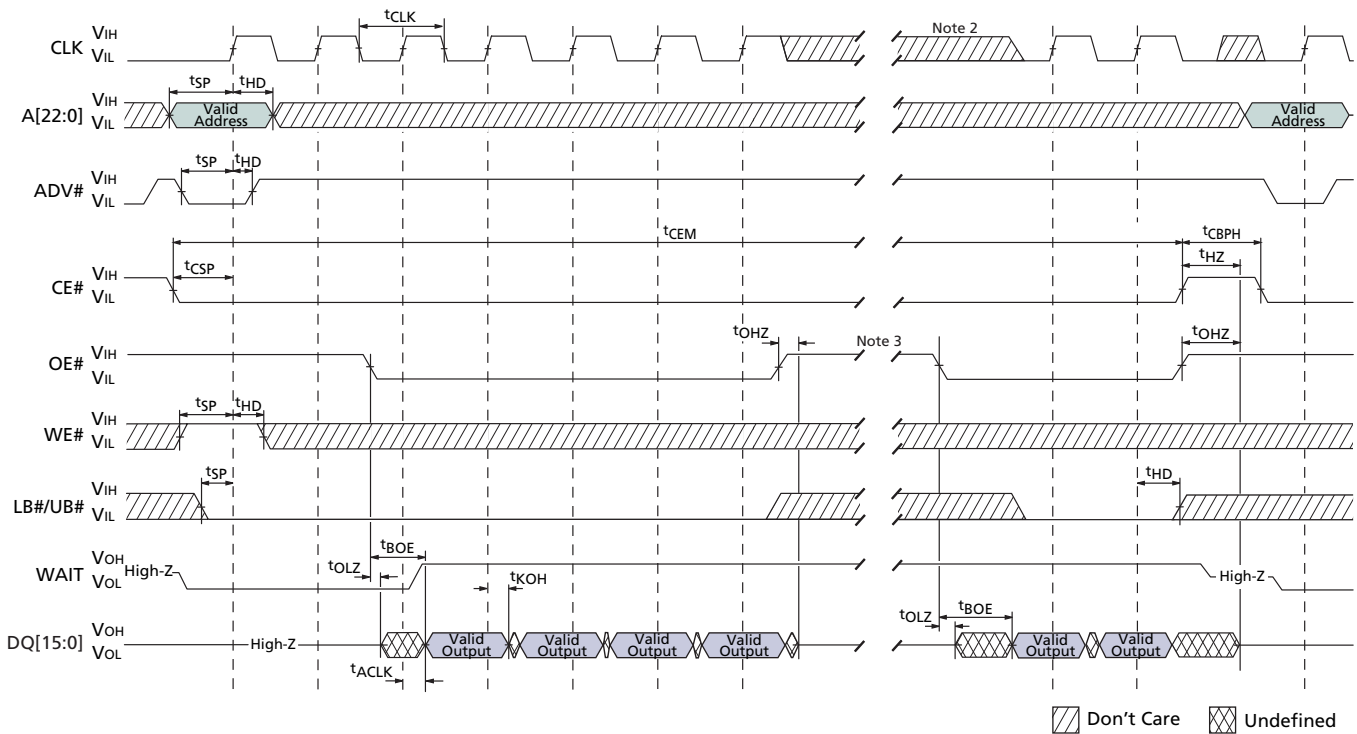 tCLK
Note 2
CLK VIH
VIL
tSP tHD
A[22:0] VIH
VIL
Valid
Address
Valid
Address
tSP tHD
ADV# VIH
VIL
tCEM
tCBPH
tHZ
tCSP
CE# VIH
VIL
tOHZ
Note 3
tOHZ
OE# VIH
VIL
tSP tHD
WE# VIH
VIL
tSP
tHD
LB#/UB# VIH
VIL
tBOE
WAIT VOH
VOL
High-Z
tOLZ
tKOH
High-Z
tOLZ
tBOE
DQ[15:0] VOH
VOL
High-Z
Valid
Output
Valid
Output
Valid
Output
Valid
Output
Valid
Output
Valid
Output
tACLK
Don't Care
Undefined